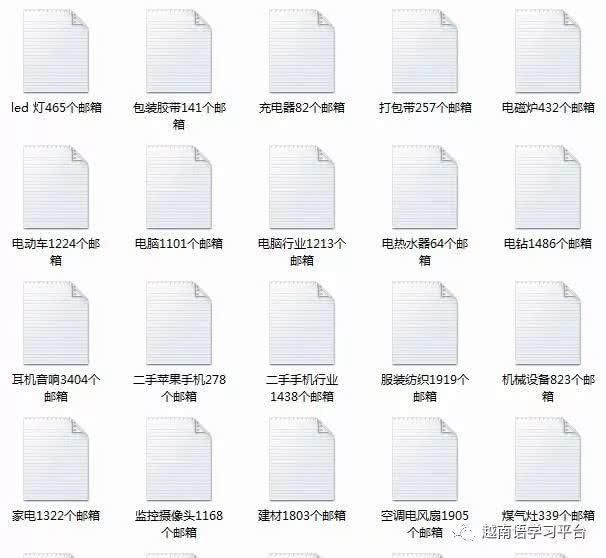 led 灯465个邮箱
包装胶带141个邮
箱
充电器82个邮箱
打包带257个邮箱
电磁炉432个邮箱
电动车1224个邮
箱
电脑1101个邮箱
电脑行业1213个
邮箱
电热水器64个邮
箱
电钻1486个邮箱
耳机音响3404个
邮箱
二手苹果手机278
个邮箱
二手手机行业
1438个邮箱
服装纺织1919个
邮箱
机械设备823个邮
箱
家电1322个邮箱
监控摄像头1168
个邮箱
建材1803个邮箱
空调电风扇1905
个邮箱
煤气灶339个邮箱
越南语学习平台